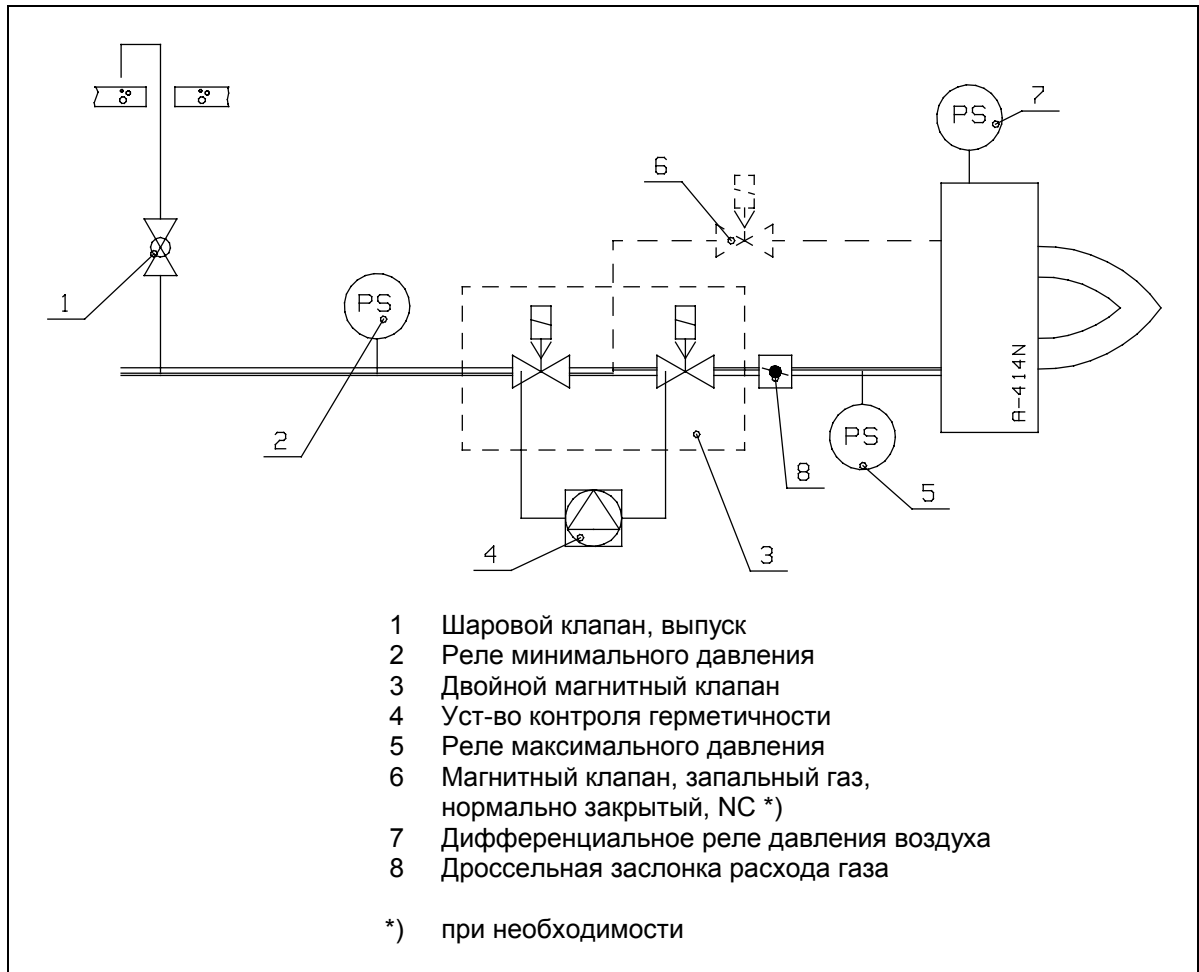 7
PS
6
1
PS
A-414N
2
PS
8
5
4
3
1 Шаровой клапан, выпуск
2 Реле минимального давления
3 Двойной магнитный клапан
4 Уст-во контроля герметичности
5 Реле максимального давления
6 Магнитный клапан, запальный газ,
нормально закрытый, NC *)
7 Дифференциальное реле давления воздуха
8 Дроссельная заслонка расхода газа
*) при необходимости